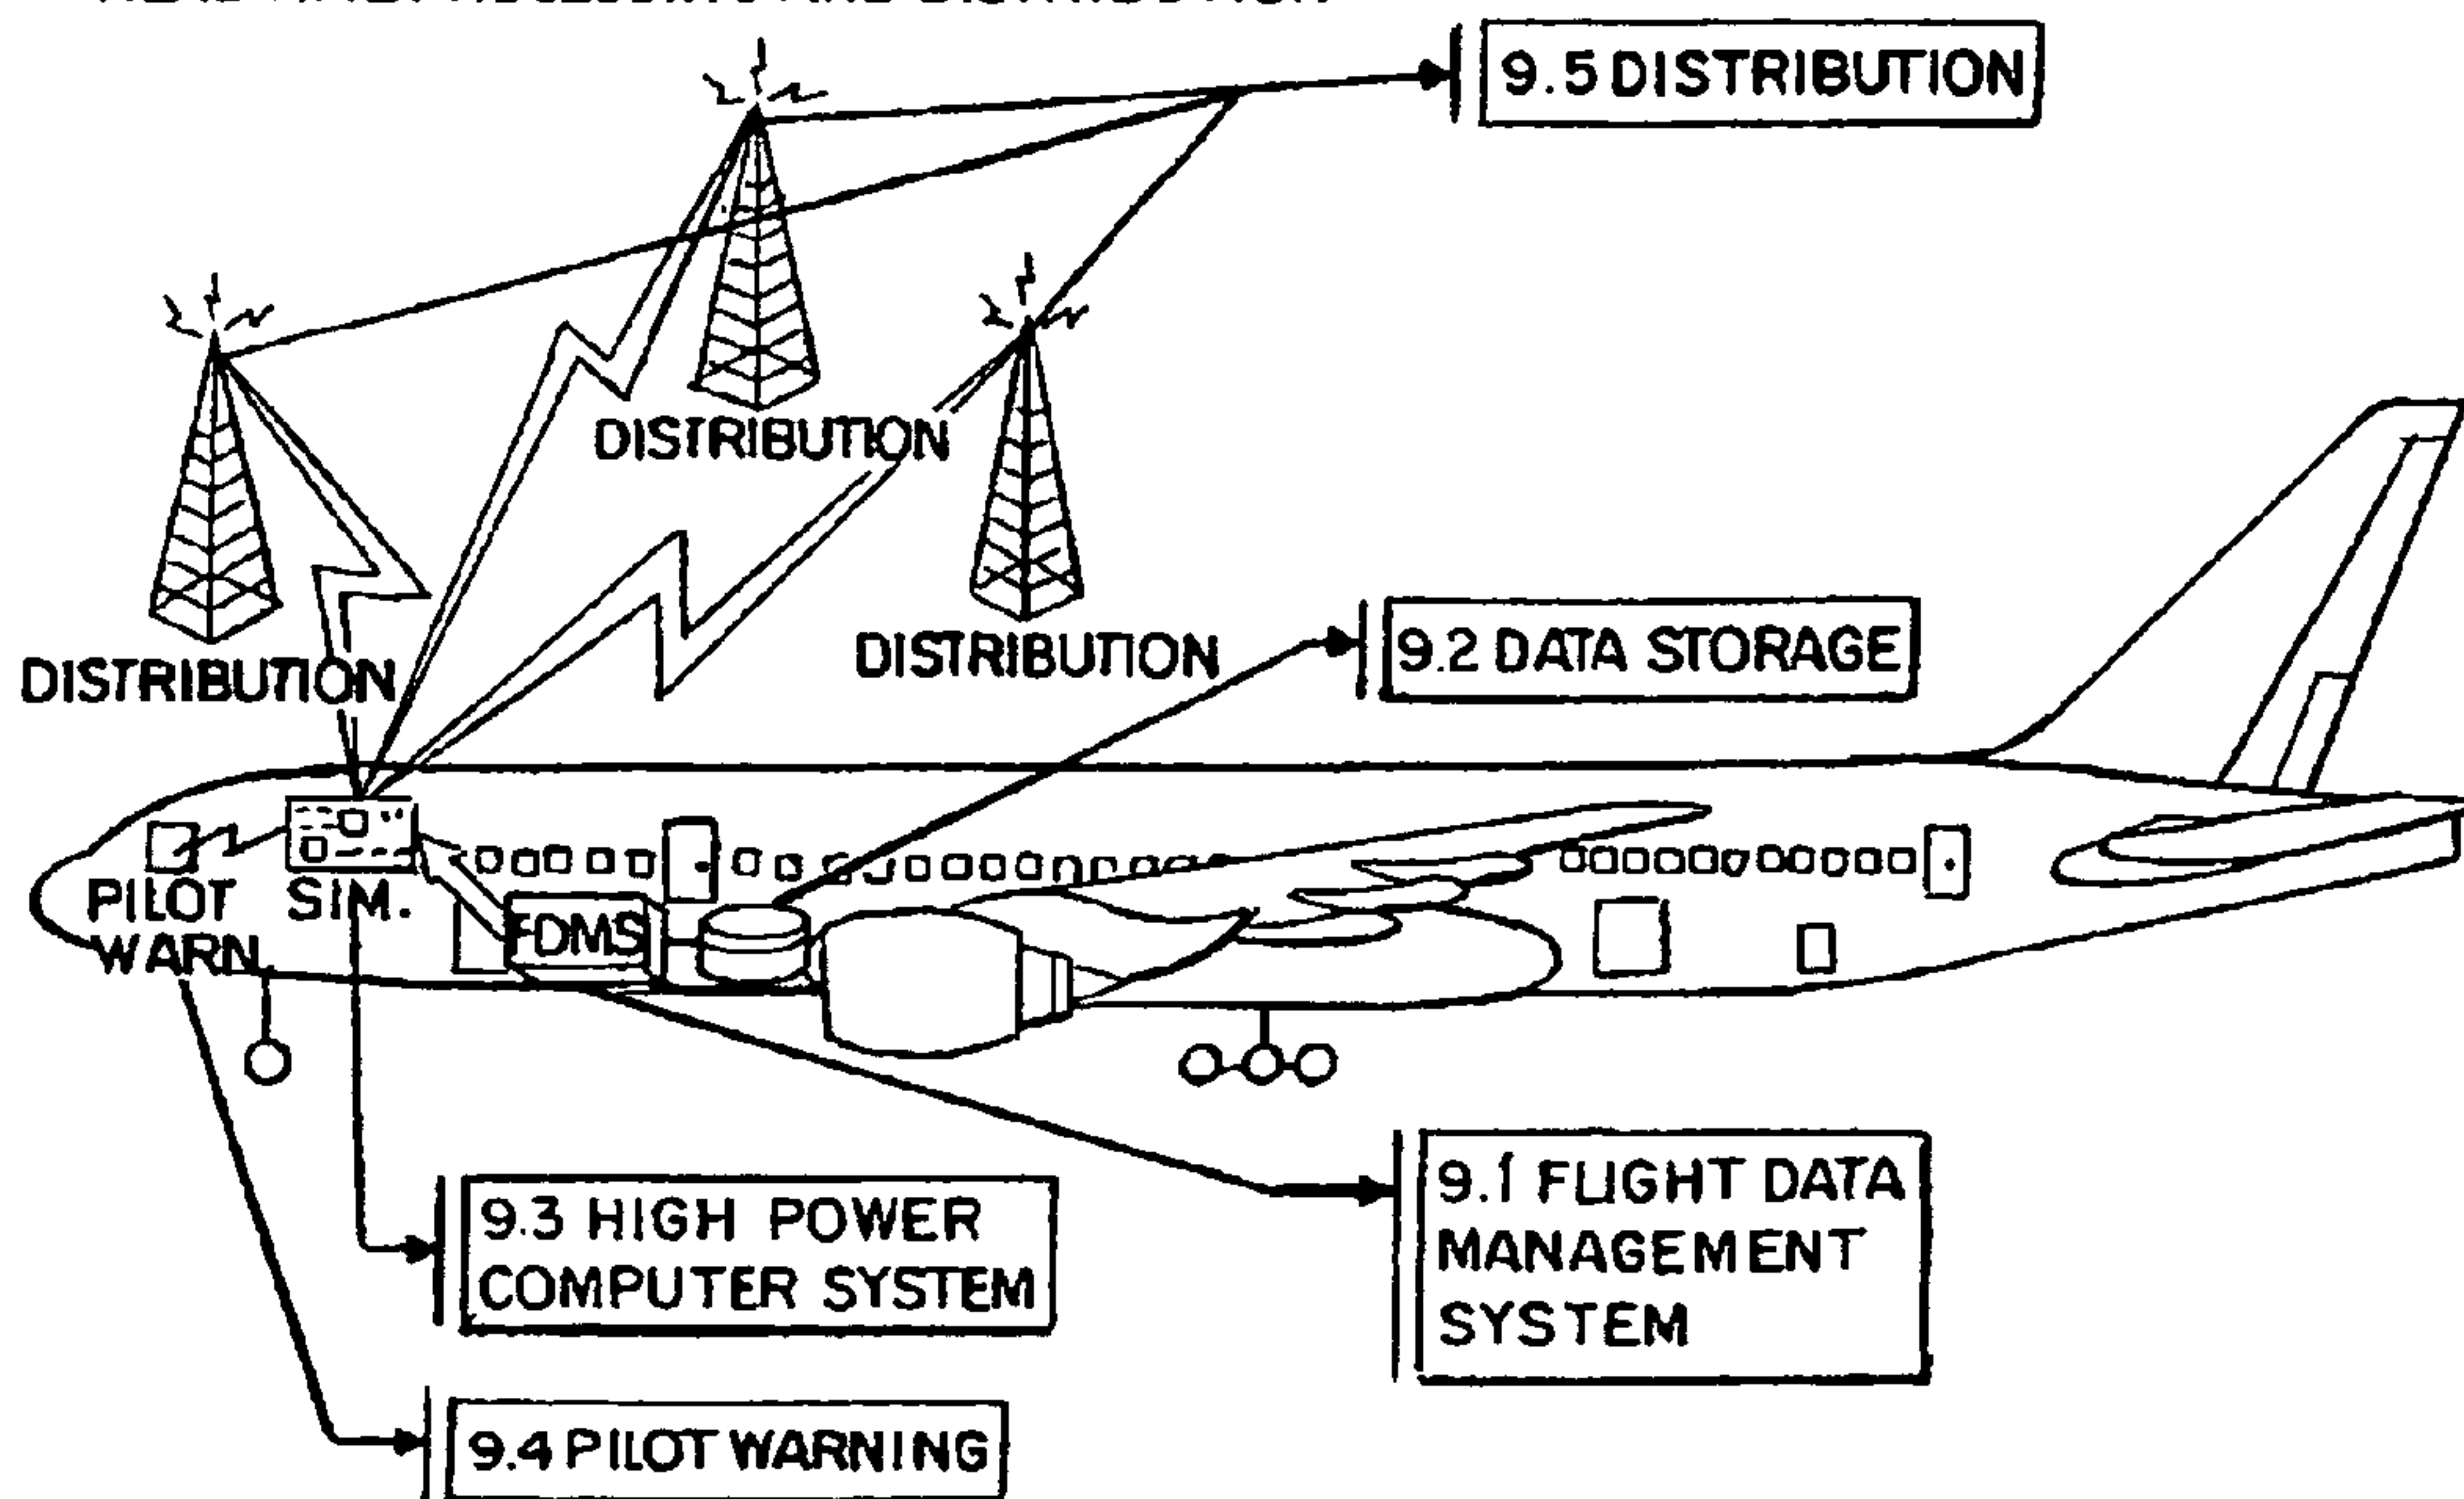 9.5 DISTRIBUTION
DISTRIBUTION
DISTRIBUTION
DISTRIBUTION
9.2 DATA STORAGE
PILOT
WARN
SIM.
FDMS
9.1 FLIGHT DATA
MANAGEMENT
SYSTEM
9.3 HIGH POWER
COMPUTER SYSTEM
9.4 PILOT WARNING